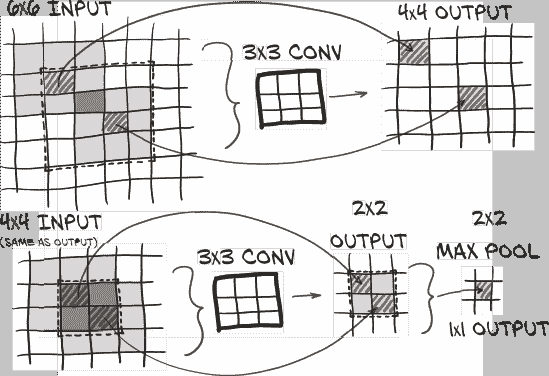 6X6 INPUT
4X4 OUTPUT
3X3 CONV
4X4 INPUT
(SAME AS OUTPUT)
3X3 CONV
2X2
OUTPUT
2X2
MAX POOL
1X1 OUTPUT